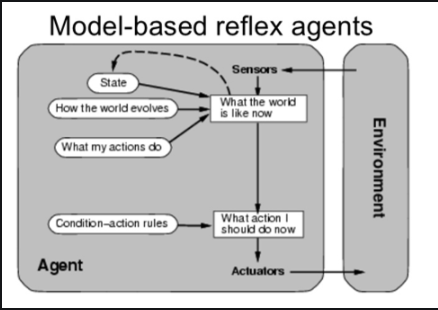 Model-based reflex agents
Sensors
State
How the world evolves
What the world
is like now
What my actions do
Environment
Condition–action rules
What action I
should do now
Agent
Actuators